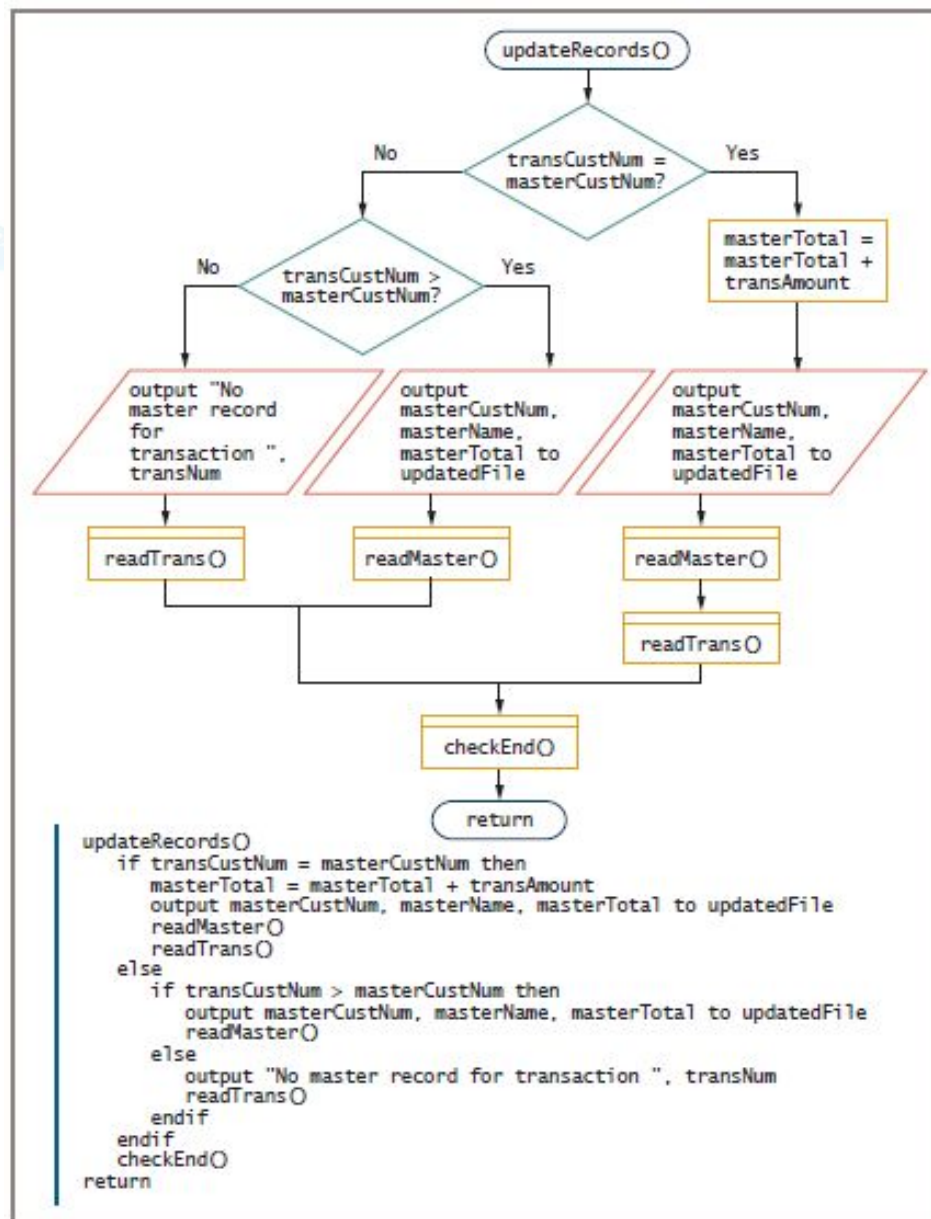 updateRecords()
No
transCustNum =
masterCustNum?
Yes
masterTotal =
masterTotal +
transAmount
No
transCustNum >
masterCustNum?
Yes
output "No
master record
for
transaction ",
transNum
output
masterCustNum,
masterName,
masterTotal to
updatedFile
output
masterCustNum,
masterName,
masterTotal to
updatedFile
readTrans()
readMaster()
readMaster()
readTrans()
checkEnd()
return
updateRecords()
if transCustNum = masterCustNum then
masterTotal = masterTotal + transAmount
output masterCustNum, masterName, masterTotal to updatedFile
readMaster()
readTrans()
else
if transCustNum > masterCustNum then
output masterCustNum, masterName, masterTotal to updatedFile
readMaster()
else
output "No master record for transaction ", transNum
readTrans()
endif
endif
checkEnd()
return